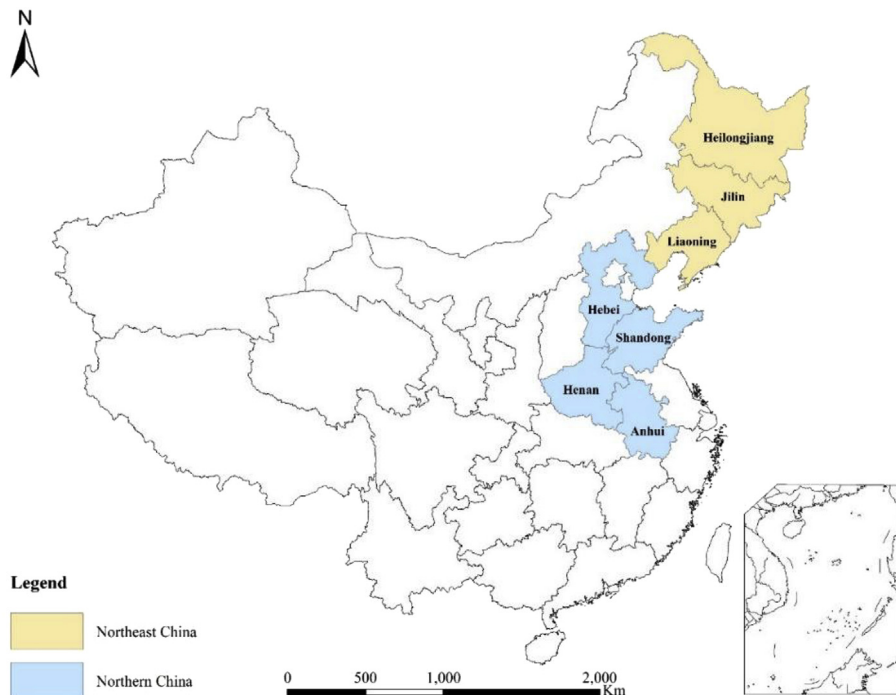 N
Heilongjiang
Jilin
Liaoning
Hebei
Shandong
Henan
Anhui
Legend
Northeast China
Northern China
0 500 1,000 2,000
Km